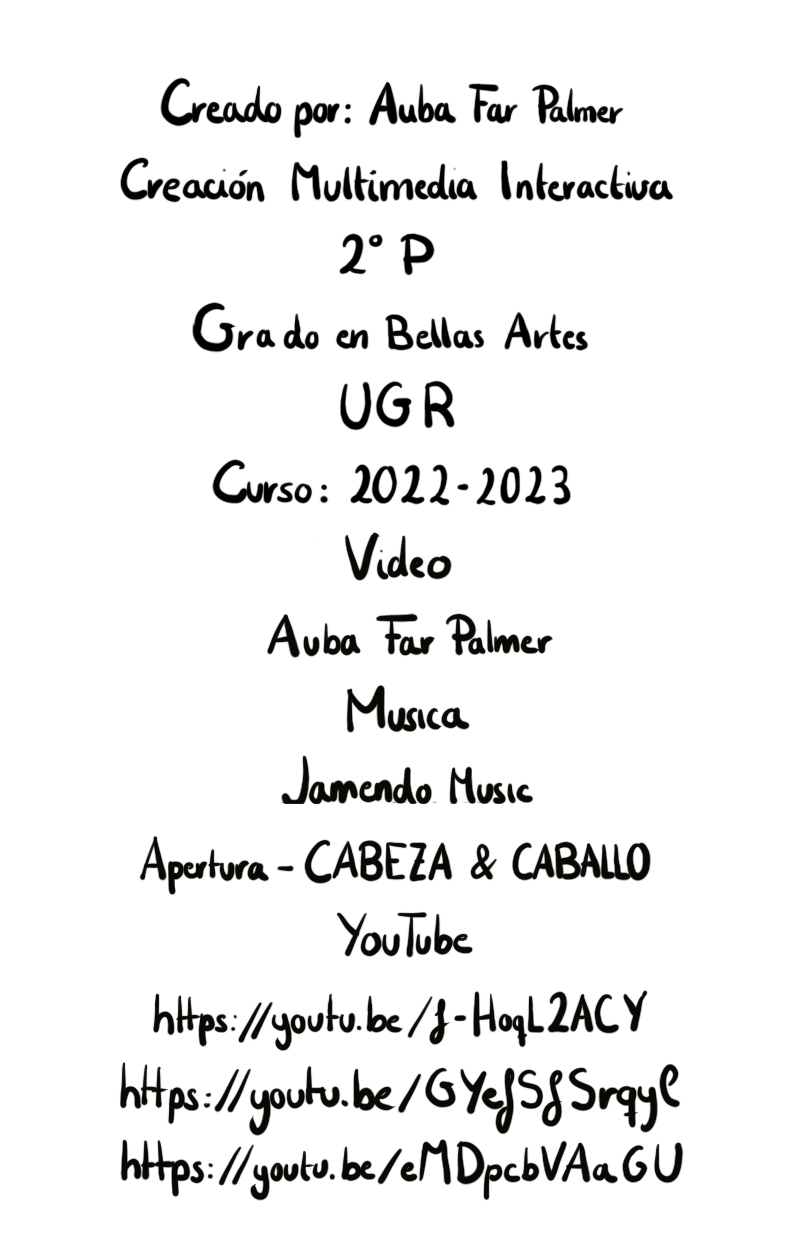 Creado por: Auba Far Palmer
Creación Multimedia Interactiva
2º P
Grado en Bellas Artes
UGR
Curso: 2022-2023
Video
Auba Far Palmer
Musica
Jamendo Music
Apertura - CABEZA & CABALLO
YouTube
https://youtu.be/J-HoqL2ACY
https://youtu.be/GYefSfSrqyC
https://youtu.be/eMDpcbVAaGU